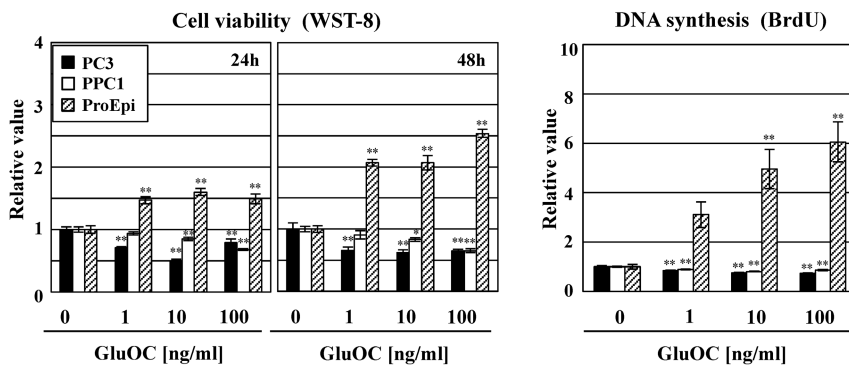 Cell viability (WST-8)
DNA synthesis (BrdU)
Relative value
4
3
2
1
0
PC3
PPC1
ProEpi
24h
48h
** ** ** ** ** ** ** **
** ** ** * ** ** ** **
0 1 10 100
0 1 10 100
GluOC [ng/ml]
GluOC [ng/ml]
Relative value
10
8
6
4
2
0
** ** ** ** ** ** ** **
0 1 10 100
GluOC [ng/ml]